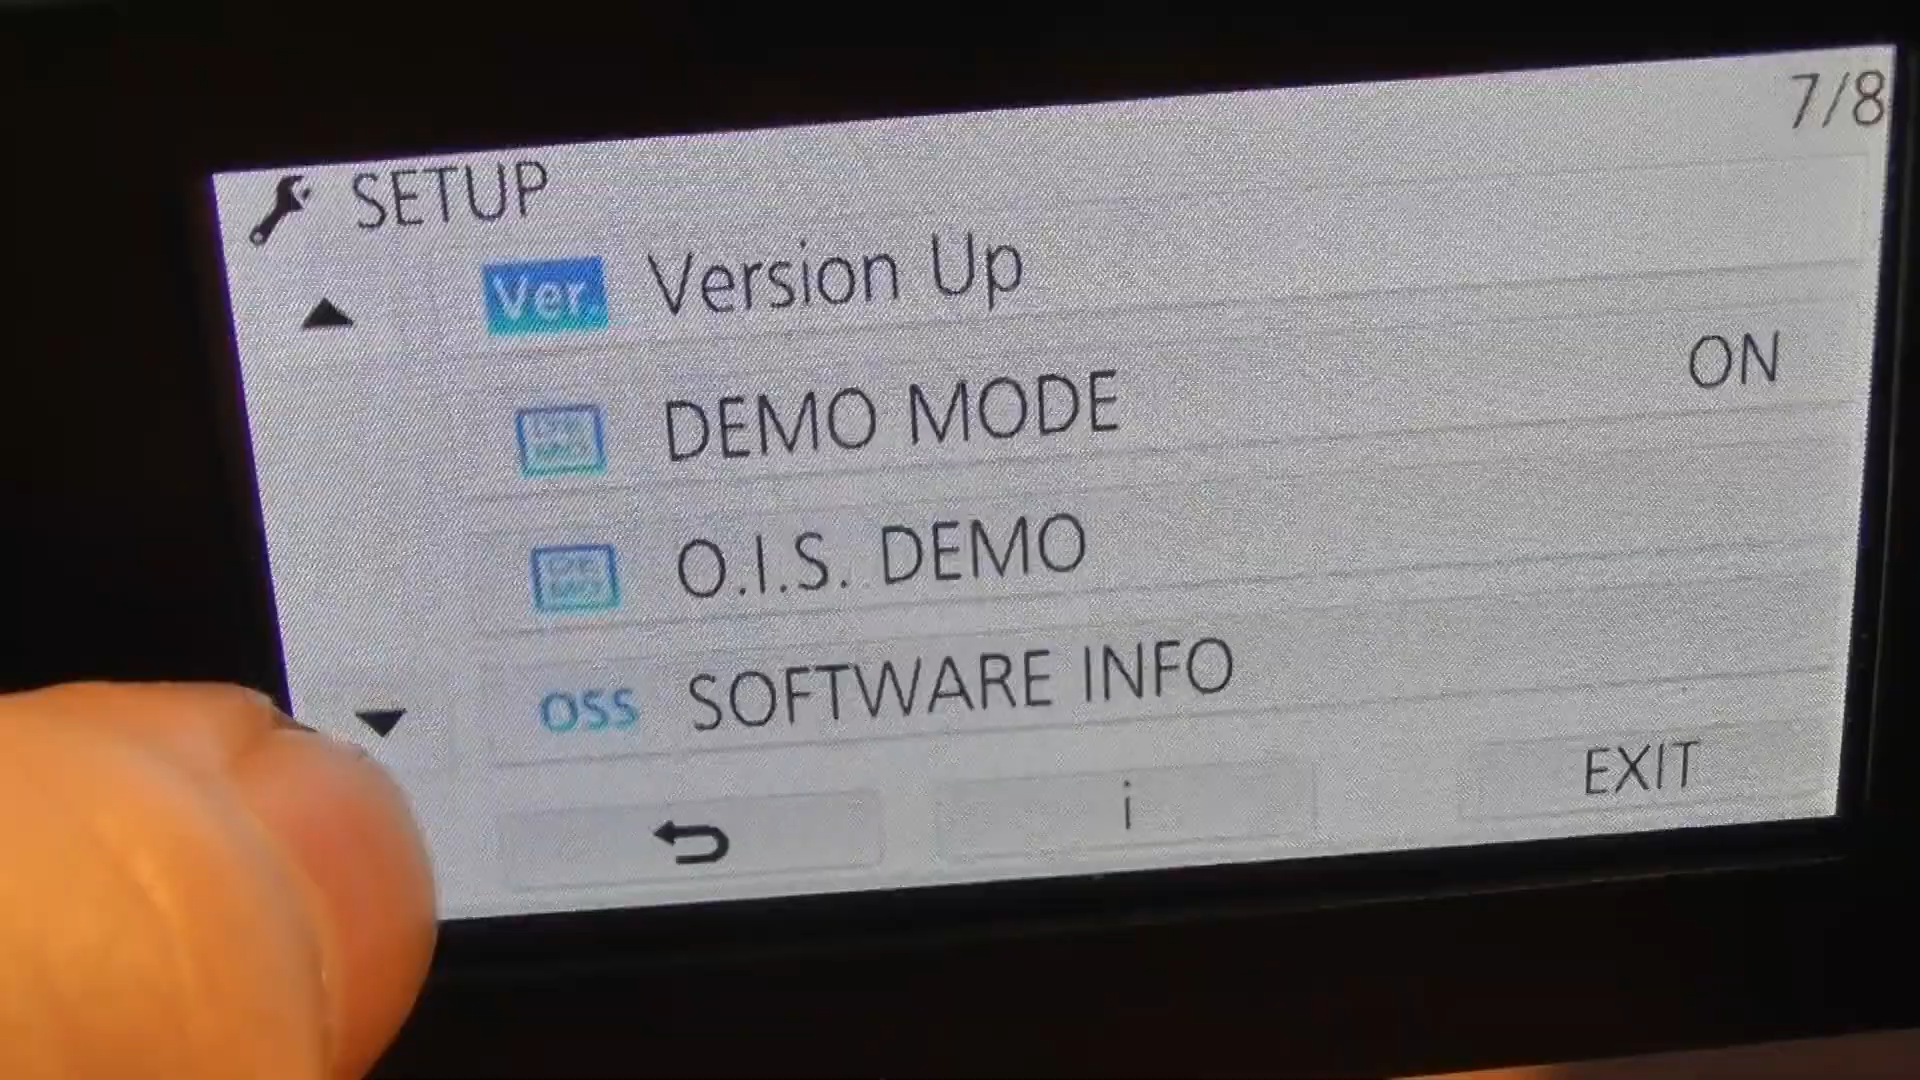 7/8
SETUP
Ver Version Up
DEMO MODE ON
O.I.S. DEMO
OSS SOFTWARE INFO
i EXIT